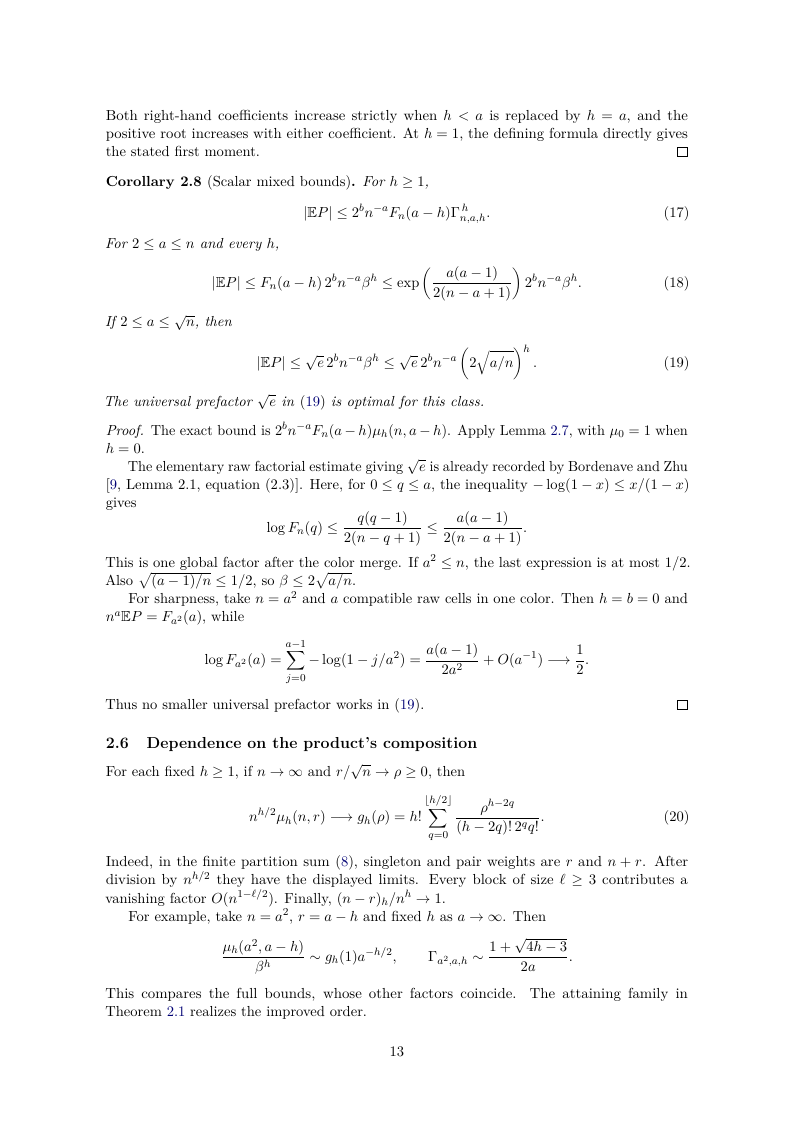 Both right-hand coefficients increase strictly when h < a is replaced by h = a, and the
positive root increases with either coefficient. At h = 1, the defining formula directly gives
the stated first moment. □
Corollary 2.8 (Scalar mixed bounds). For h ≥ 1,
|𝔼P| ≤ 2^b n^{−a} F_n(a − h)Γ^h_{n,a,h}. (17)
For 2 ≤ a ≤ n and every h,
|𝔼P| ≤ F_n(a − h) 2^b n^{−a} β^h ≤ exp ( a(a − 1) / 2(n − a + 1) ) 2^b n^{−a} β^h. (18)
If 2 ≤ a ≤ √n, then
|𝔼P| ≤ √e 2^b n^{−a} β^h ≤ √e 2^b n^{−a} ( 2√(a/n) )^h . (19)
The universal prefactor √e in (19) is optimal for this class.
Proof. The exact bound is 2^b n^{−a} F_n(a − h)μ_h(n, a − h). Apply Lemma 2.7, with μ_0 = 1 when
h = 0.
The elementary raw factorial estimate giving √e is already recorded by Bordenave and Zhu
[9, Lemma 2.1, equation (2.3)]. Here, for 0 ≤ q ≤ a, the inequality − log(1 − x) ≤ x/(1 − x)
gives
log F_n(q) ≤ q(q − 1) / 2(n − q + 1) ≤ a(a − 1) / 2(n − a + 1) .
This is one global factor after the color merge. If a^2 ≤ n, the last expression is at most 1/2.
Also √((a − 1)/n) ≤ 1/2, so β ≤ 2√(a/n).
For sharpness, take n = a^2 and a compatible raw cells in one color. Then h = b = 0 and
n^a 𝔼P = F_{a^2}(a), while
log F_{a^2}(a) = ∑_{j=0}^{a−1} − log(1 − j/a^2) = a(a − 1) / 2a^2 + O(a^{−1}) ⟶ 1/2 .
Thus no smaller universal prefactor works in (19). □
2.6 Dependence on the product's composition
For each fixed h ≥ 1, if n → ∞ and r/√n → ρ ≥ 0, then
n^{h/2} μ_h(n, r) ⟶ g_h(ρ) = h! ∑_{q=0}^{⌊h/2⌋} ρ^{h−2q} / (h − 2q)! 2^q q! . (20)
Indeed, in the finite partition sum (8), singleton and pair weights are r and n + r. After
division by n^{h/2} they have the displayed limits. Every block of size ℓ ≥ 3 contributes a
vanishing factor O(n^{1−ℓ/2}). Finally, (n − r)_h/n^h → 1.
For example, take n = a^2, r = a − h and fixed h as a → ∞. Then
μ_h(a^2, a − h) / β^h ∼ g_h(1)a^{−h/2}, Γ_{a^2,a,h} ∼ (1 + √(4h − 3)) / 2a .
This compares the full bounds, whose other factors coincide. The attaining family in
Theorem 2.1 realizes the improved order.
13